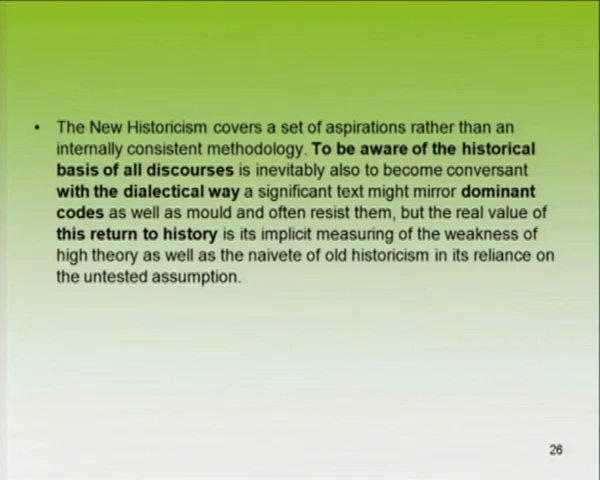 • The New Historicism covers a set of aspirations rather than an
internally consistent methodology. To be aware of the historical
basis of all discourses is inevitably also to become conversant
with the dialectical way a significant text might mirror dominant
codes as well as mould and often resist them, but the real value of
this return to history is its implicit measuring of the weakness of
high theory as well as the naivete of old historicism in its reliance on
the untested assumption.
26